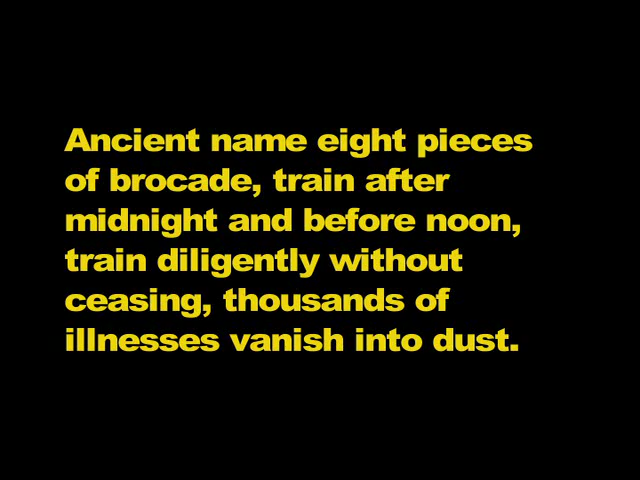 Ancient name eight pieces
of brocade, train after
midnight and before noon,
train diligently without
ceasing, thousands of
illnesses vanish into dust.